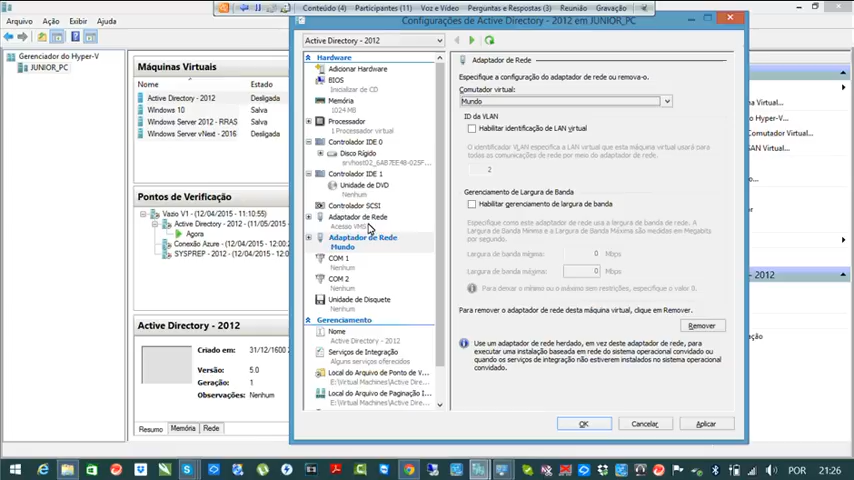 Conteúdo (4) Participantes (11) Voz e Vídeo Perguntas e Respostas (3) Reunião Gravação
Configurações de Active Directory - 2012 em JUNIOR_PC
Arquivo Ação Exibir Ajuda
Gerenciador do Hyper-V
JUNIOR_PC
Máquinas Virtuais
Nome Estado
Active Directory - 2012 Desligada
Windows 10 Salva
Windows Server 2012 - RRAS Desligada
Windows Server vNext - 2016 Salva
Pontos de Verificação
Vazio V1 - (12/04/2015 - 11:10:55)
Active Directory - 2012 - (11/05/2015 -
Agora
Conexão Azure - (12/04/2015 - 12:00:2
SYSPREP - (12/04/2015 - 11:53:2
Active Directory - 2012
Criado em: 31/12/1600
Versão: 5.0
Geração: 1
Observações: Nenhum
Resumo Memória Rede
Active Directory - 2012
Hardware
Adicionar Hardware
BIOS
Inicializar de CD
Memória
1024 MB
Processador
1 Processador virtual
Controlador IDE 0
Disco Rígido
srvhost02_6AB7EE48-025F-...
Controlador IDE 1
Unidade de DVD
Nenhum
Controlador SCSI
Adaptador de Rede
Acesso VMS
Adaptador de Rede
Mundo
COM 1
Nenhum
COM 2
Nenhum
Unidade de Disquete
Nenhum
Gerenciamento
Nome
Active Directory - 2012
Serviços de Integração
Alguns serviços oferecidos
Local do Arquivo de Ponto de V...
E:\Virtual Machines\Active Direc...
Local do Arquivo de Paginação I...
E:\Virtual Machines\Active Direc...
Adaptador de Rede
Especifique a configuração do adaptador de rede ou remova-o.
Comutador virtual:
Mundo
ID da VLAN
Habilitar identificação de LAN virtual
O identificador VLAN especifica a LAN virtual que esta máquina virtual usará para
todas as comunicações de rede por meio do adaptador de rede.
2
Gerenciamento de Largura de Banda
Habilitar gerenciamento de largura de banda
Especifique como este adaptador de rede usa a largura de banda de rede. A
Largura de Banda Mínima e a Largura de Banda Máxima são medidas em Megabits
por segundo.
Largura de banda mínima: 0 Mbps
Largura de banda máxima: 0 Mbps
Para deixar o mínimo ou o máximo sem restrições, especifique o valor 0.
Para remover o adaptador de rede desta máquina virtual, clique em Remover.
Remover
Use um adaptador de rede herdado, em vez deste adaptador de rede, para
executar uma instalação baseada em rede do sistema operacional convidado ou
quando os serviços de integração não estiverem instalados no sistema operacional
convidado.
OK Cancelar Aplicar
Virtual...
do Hyper-V...
Comutador Virtual...
012
POR 21:26